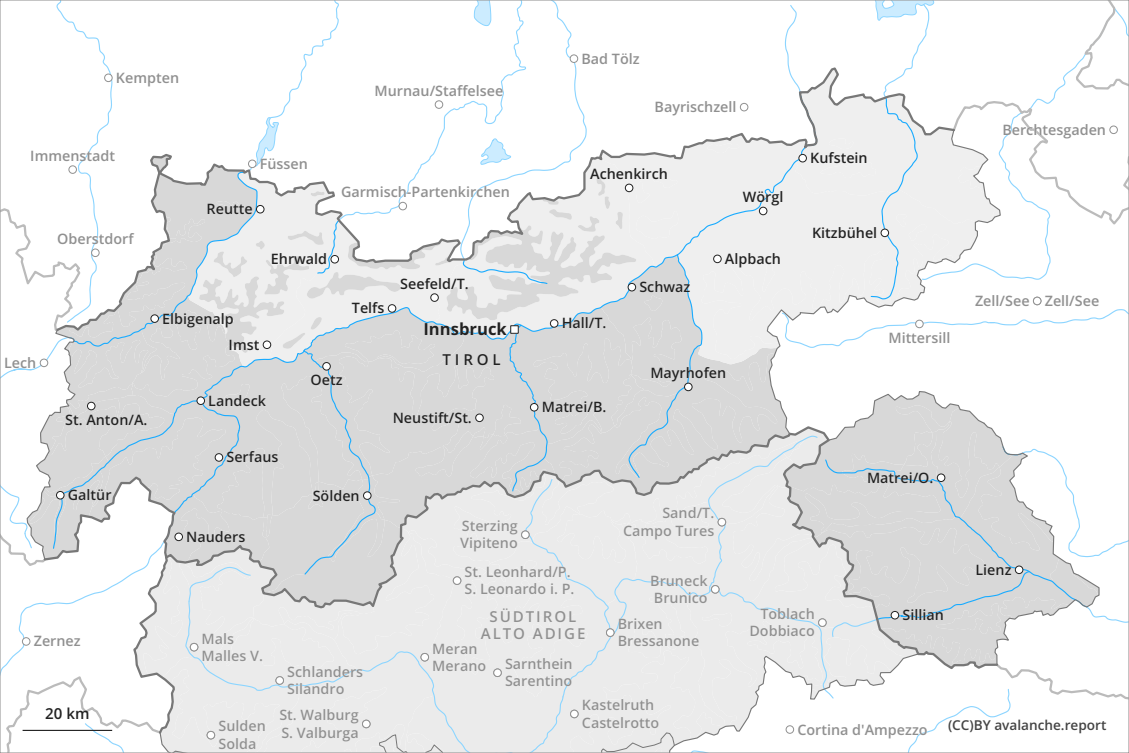 Kempten
Bad Tölz
Murnau/Staffelsee
Bayrischzell
Berchtesgaden
Immenstadt
Füssen
Kufstein
Achenkirch
Garmisch-Partenkirchen
Wörgl
Reutte
Kitzbühel
Oberstdorf
Ehrwald
Alpbach
Seefeld/T.
Schwaz
Zell/See
Zell/See
Telfs
Elbigenalp
Innsbruck
Hall/T.
Mittersill
Imst
TIROL
Lech
Oetz
Mayrhofen
Landeck
St. Anton/A.
Neustift/St.
Matrei/B.
Serfaus
Matrei/O.
Galtür
Sölden
Sand/T.
Campo Tures
Sterzing
Vipiteno
Nauders
St. Leonhard/P.
S. Leonardo i. P.
Lienz
Bruneck
Brunico
SÜDTIROL
ALTO ADIGE
Toblach
Dobbiaco
Sillian
Brixen
Bressanone
Zernez
Mals
Malles V.
Meran
Merano
Sarnthein
Sarentino
Schlanders
Silandro
20 km
St. Walburg
S. Valburga
Kastelruth
Castelrotto
Sulden
Solda
Cortina d'Ampezzo
(CC)BY avalanche.report